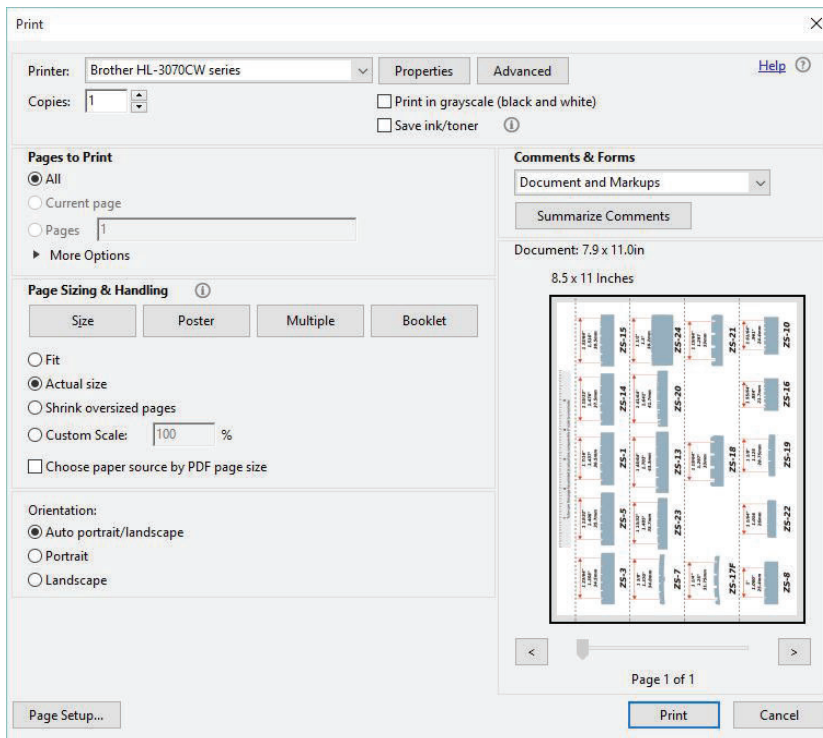 Print
Printer: Brother HL-3070CW series Properties Advanced Help
Copies: 1 Print in grayscale (black and white)
Save ink/toner
Pages to Print
All
Current page
Pages 1
More Options
Comments & Forms
Document and Markups
Summarize Comments
Page Sizing & Handling
Size Poster Multiple Booklet
Fit
Actual size
Shrink oversized pages
Custom Scale: 100 %
Choose paper source by PDF page size
Orientation:
Auto portrait/landscape
Portrait
Landscape
Document: 7.9 x 11.0in
8.5 x 11 Inches
ZS-15
ZS-14
ZS-1
ZS-5
ZS-3
ZS-24
ZS-20
ZS-13
ZS-23
ZS-7
ZS-21
ZS-18
ZS-17F
ZS-10
ZS-16
ZS-19
ZS-22
ZS-8
< >
Page 1 of 1
Page Setup... Print Cancel